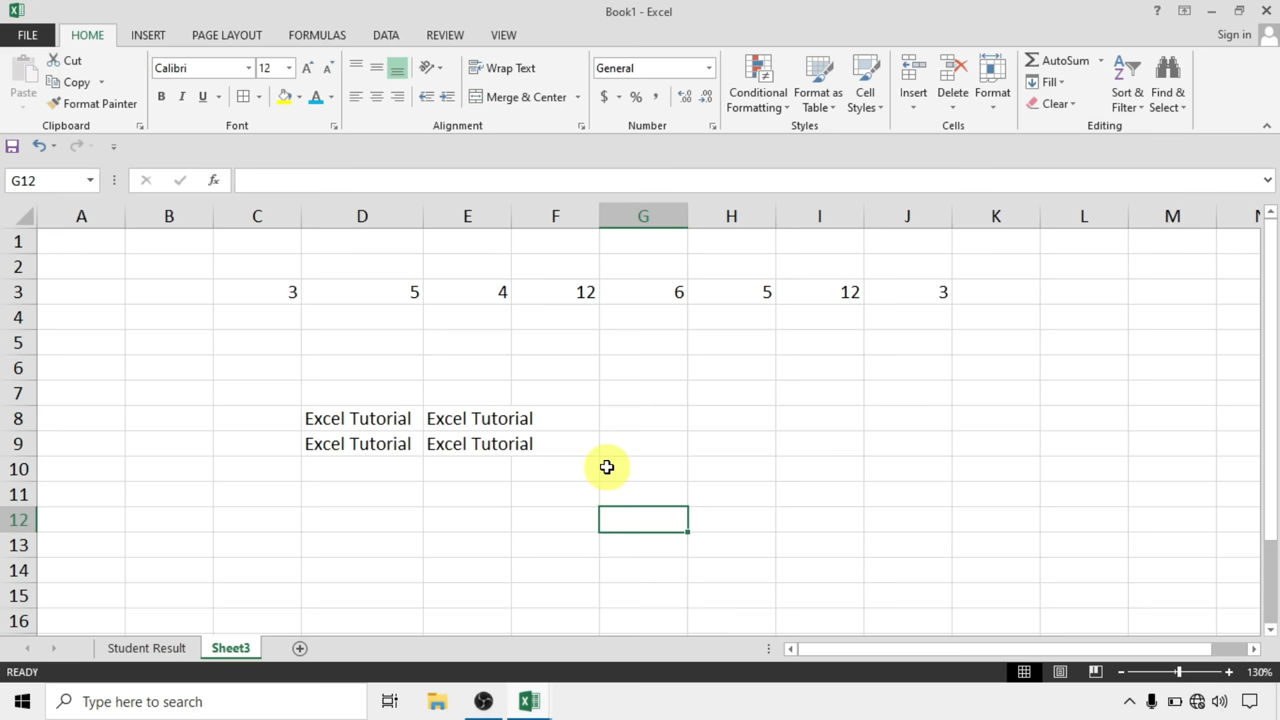 Book1 - Excel
?
FILE HOME INSERT PAGE LAYOUT FORMULAS DATA REVIEW VIEW Sign in
Paste
Cut
Copy
Format Painter
Clipboard
Calibri 12
B I U
Font
Wrap Text
Merge & Center
Alignment
General
$ % ,
Number
Conditional Formatting
Format as Table
Cell Styles
Styles
Insert Delete Format
Cells
AutoSum
Fill
Clear
Sort & Filter
Find & Select
Editing
G12
A B C D E F G H I J K L M N
1
2
3 3 5 4 12 6 5 12 3
4
5
6
7
8 Excel Tutorial Excel Tutorial
9 Excel Tutorial Excel Tutorial
10
11
12
13
14
15
16
Student Result Sheet3
READY 130%
Type here to search